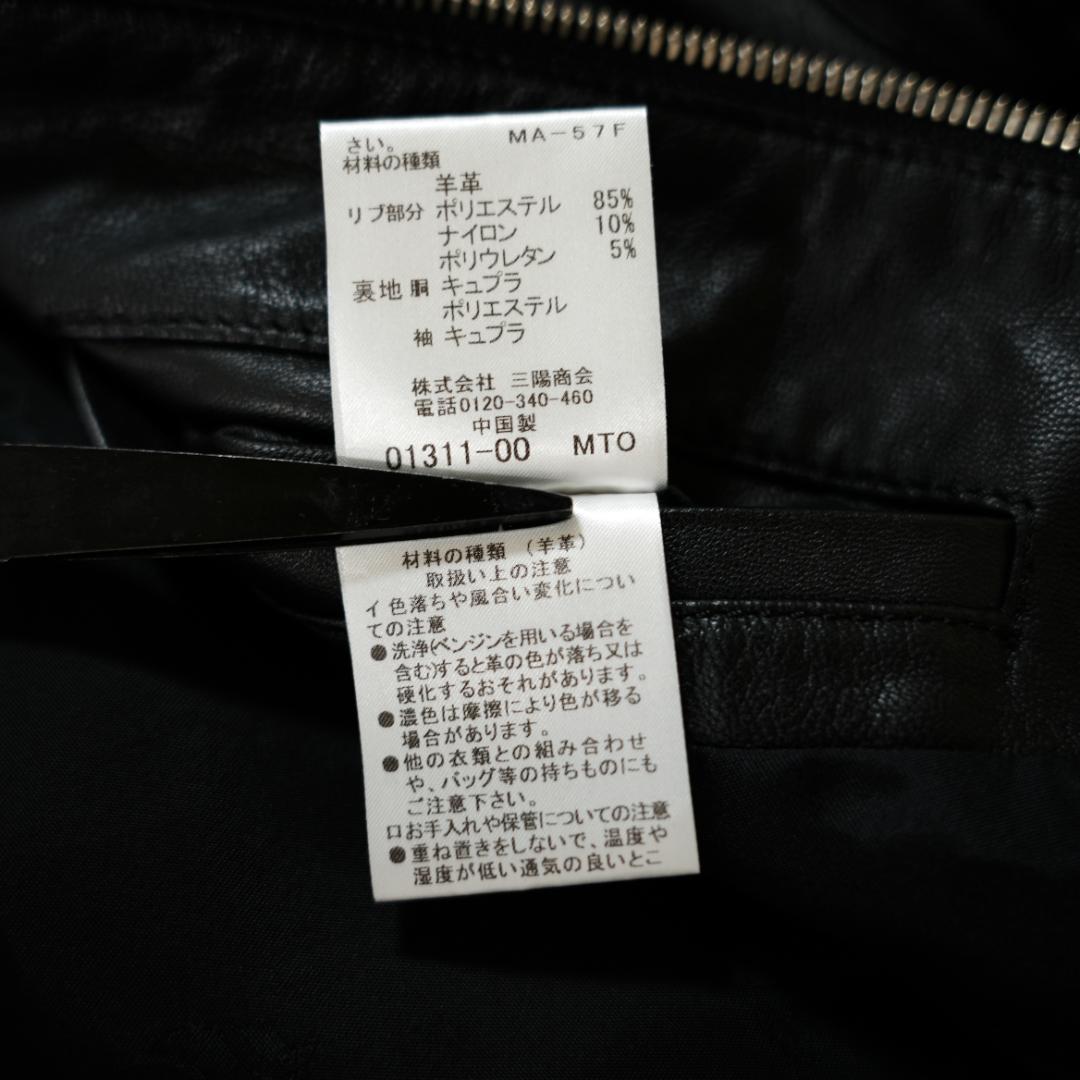 さい。 MA-57F
材料の種類
羊革
リブ部分 ポリエステル 85%
ナイロン 10%
ポリウレタン 5%
裏地 胴 キュプラ
ポリエステル
袖 キュプラ
株式会社 三陽商会
電話0120-340-460
中国製
01311-00 MTO
材料の種類 (羊革)
取扱い上の注意
イ 色落ちや風合い変化につい
ての注意
●洗浄(ベンジンを用いる場合を
含む)すると革の色が落ち又は
硬化するおそれがあります。
●濃色は摩擦により色が移る
場合があります。
●他の衣類との組み合わせ
や、バッグ等の持ちものにも
ご注意下さい。
ロお手入れや保管についての注意
●重ね置きをしないで、温度や
湿度が低い通気の良いとこ